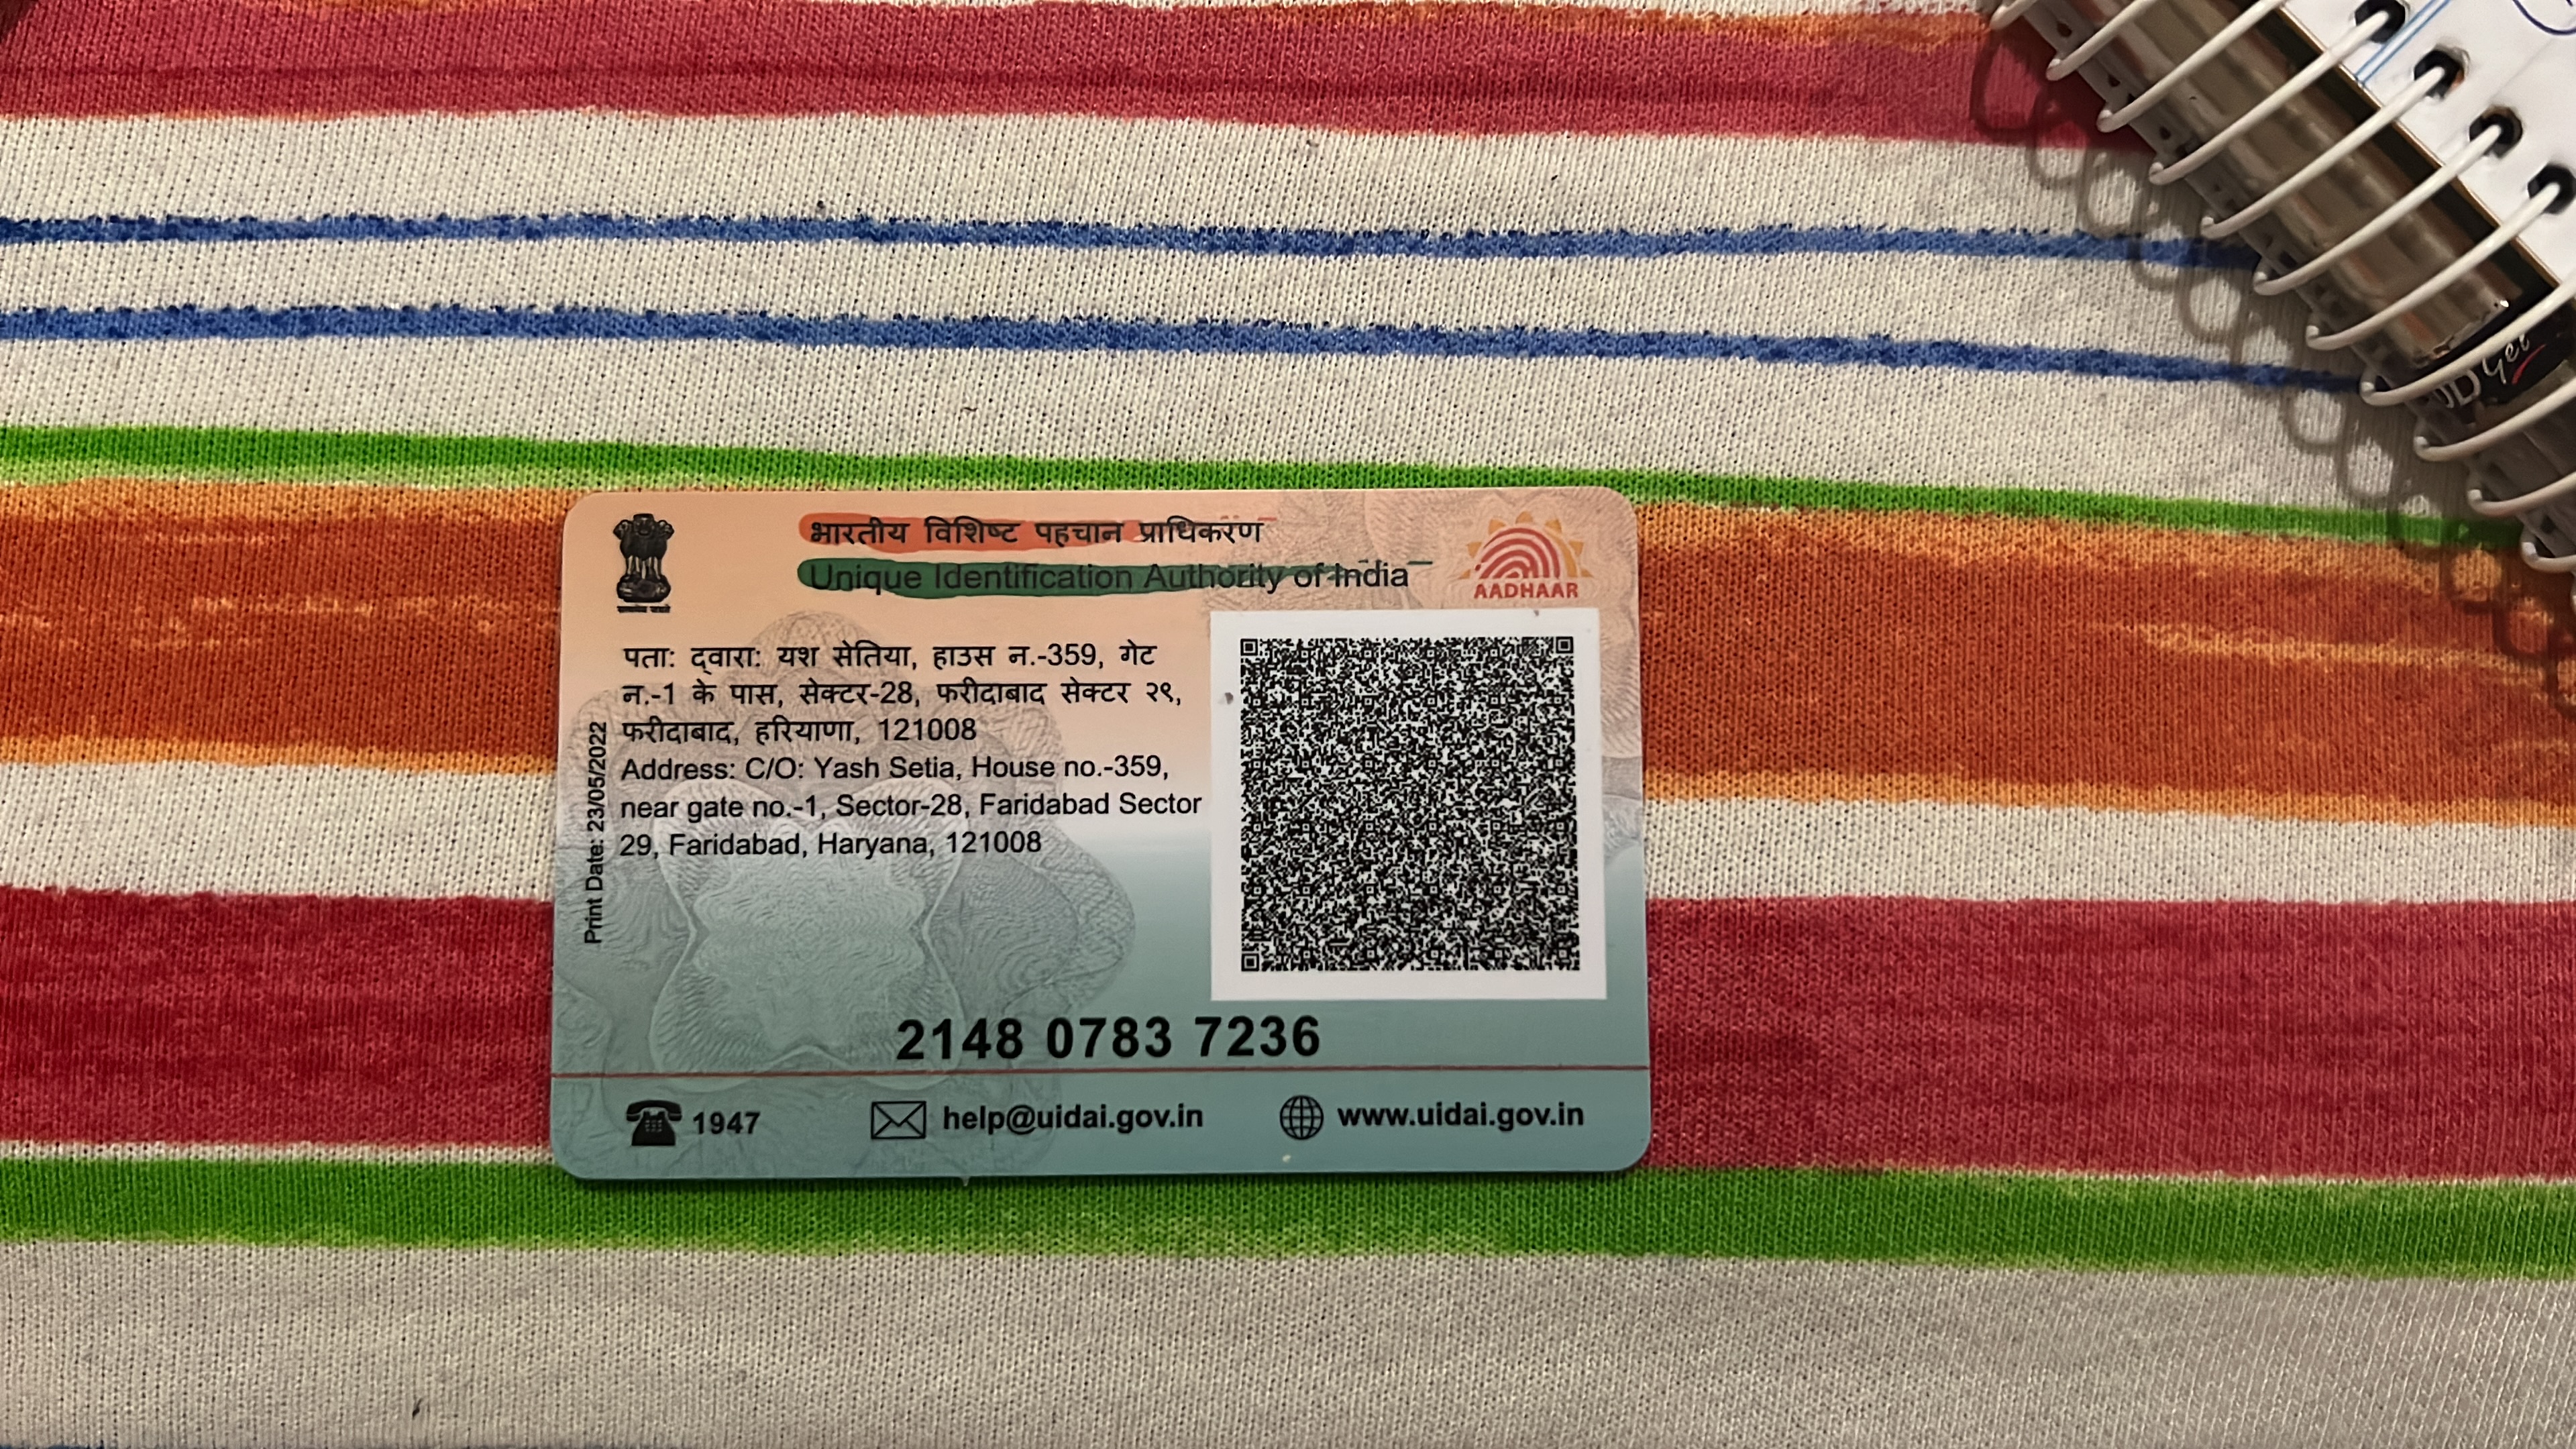 भारतीय विशिष्ट पहचान प्राधिकरण
Unique Identification Authority of India
AADHAAR
पता: द्वारा: यश सेतिया, हाउस न.-359, गेट
न.-1 के पास, सेक्टर-28, फरीदाबाद सेक्टर २९,
फरीदाबाद, हरियाणा, 121008
Address: C/O: Yash Setia, House no.-359,
near gate no.-1, Sector-28, Faridabad Sector
29, Faridabad, Haryana, 121008
Print Date: 23/05/2022
2148 0783 7236
1947
help@uidai.gov.in
www.uidai.gov.in